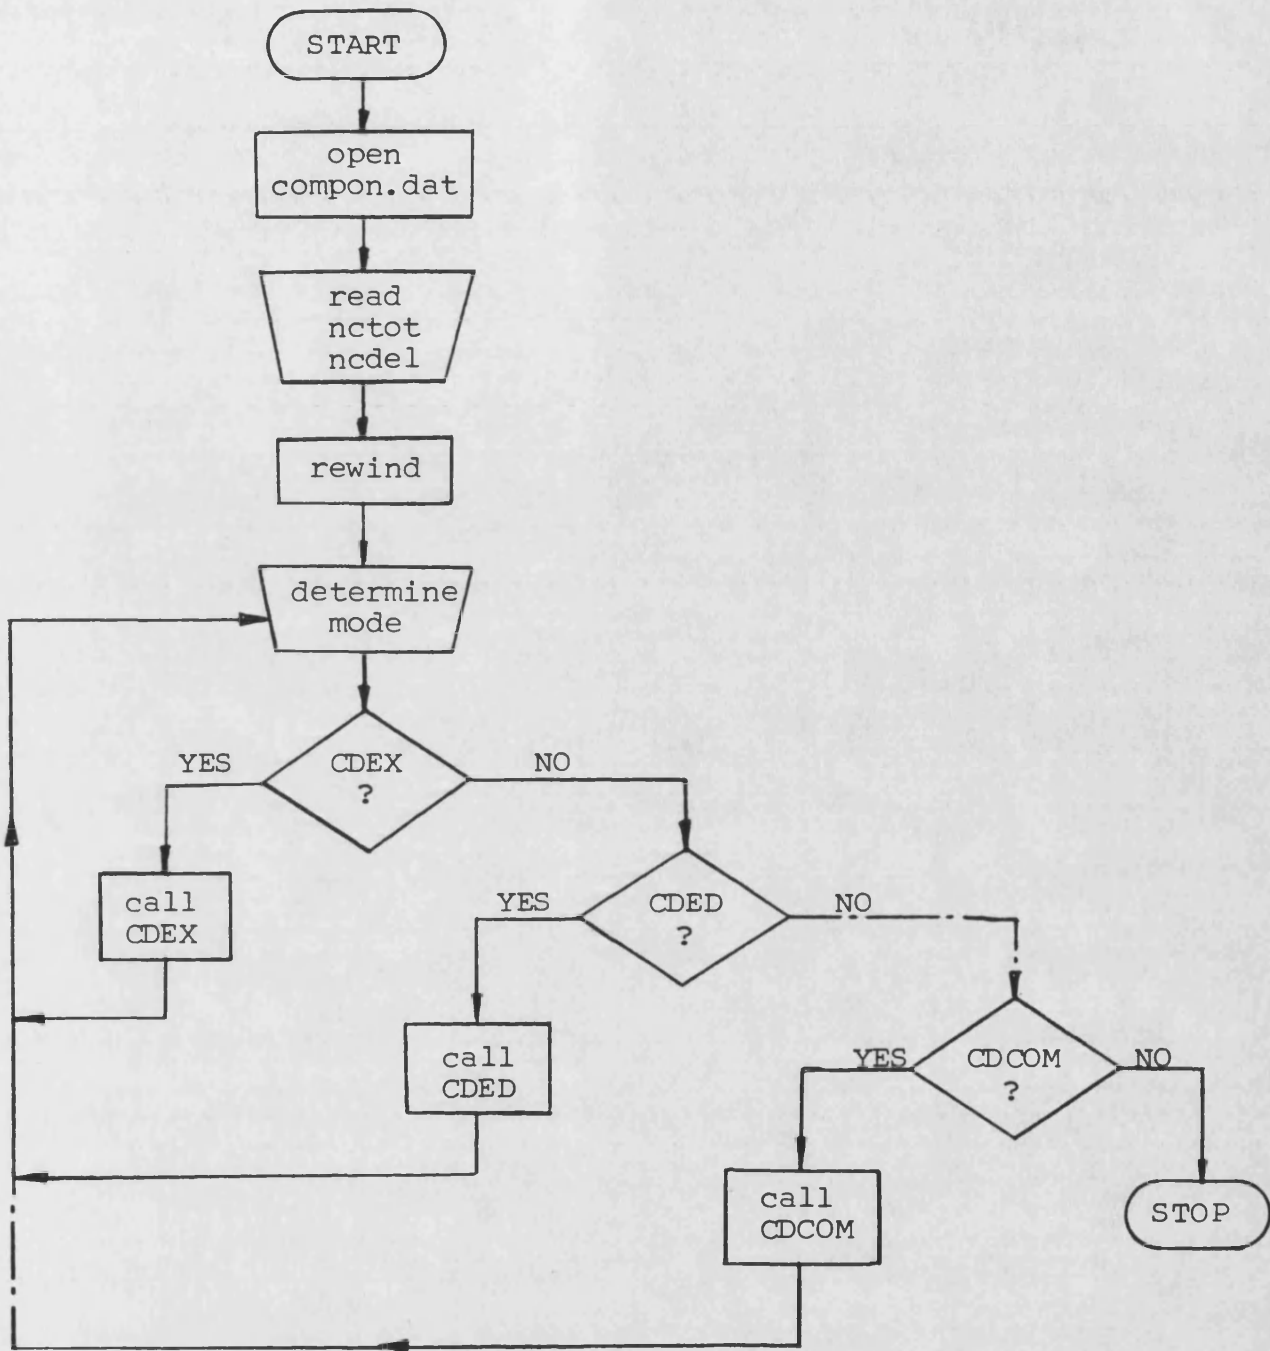 START
open
compon.dat
read
nctot
ncdel
rewind
determine
mode
YES
CDEX
?
NO
call
CDEX
YES
CDED
?
NO
call
CDED
YES
CDCOM
?
NO
call
CDCOM
STOP